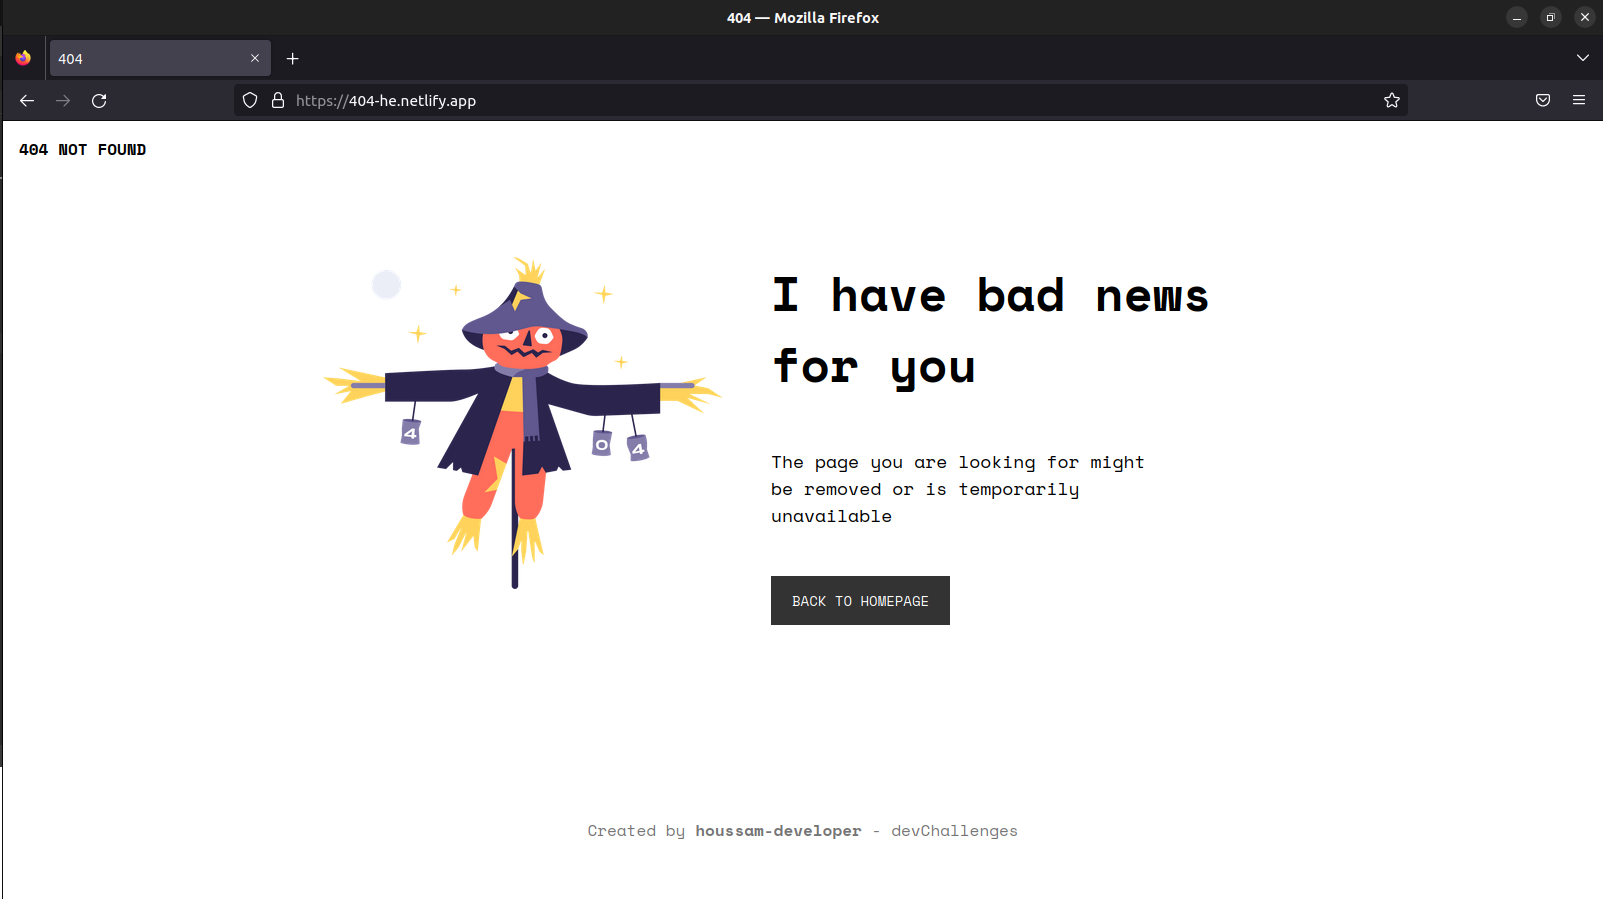 404 — Mozilla Firefox
404
https://404-he.netlify.app
404 NOT FOUND
I have bad news
for you
4
0
4
The page you are looking for might
be removed or is temporarily
unavailable
BACK TO HOMEPAGE
Created by houssam-developer - devChallenges